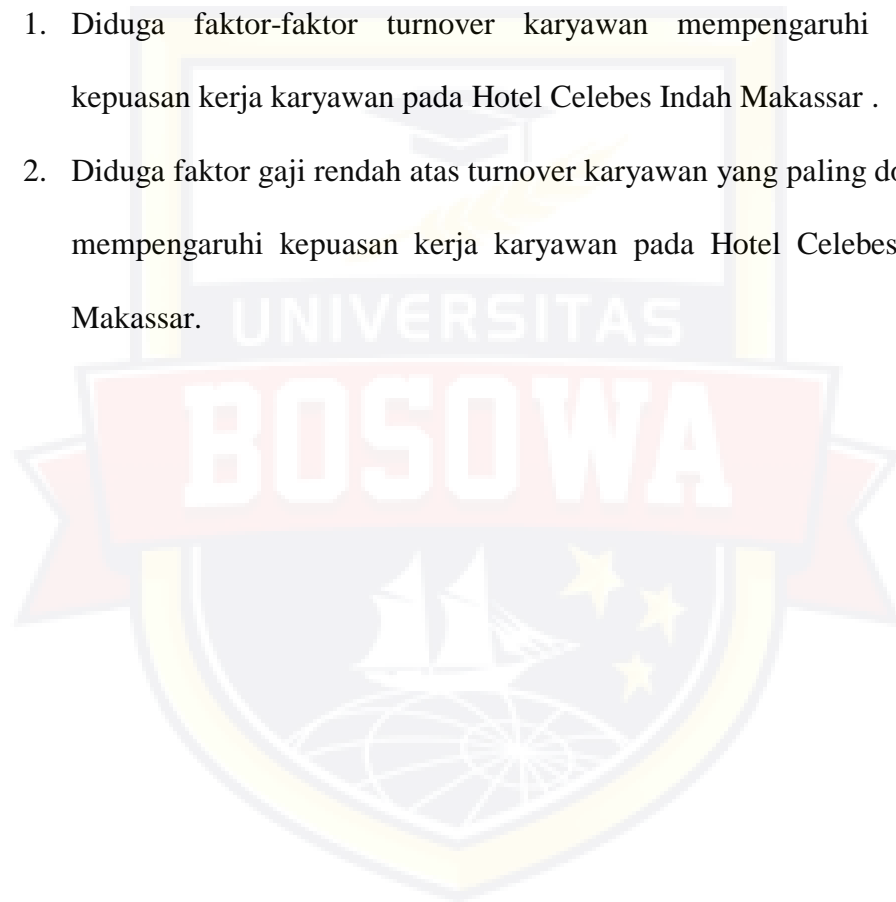 1. Diduga faktor-faktor turnover karyawan mempengaruhi
kepuasan kerja karyawan pada Hotel Celebes Indah Makassar .
2. Diduga faktor gaji rendah atas turnover karyawan yang paling
mempengaruhi kepuasan kerja karyawan pada Hotel Celebes
Makassar.
UNIVERSITAS
BOSOWA